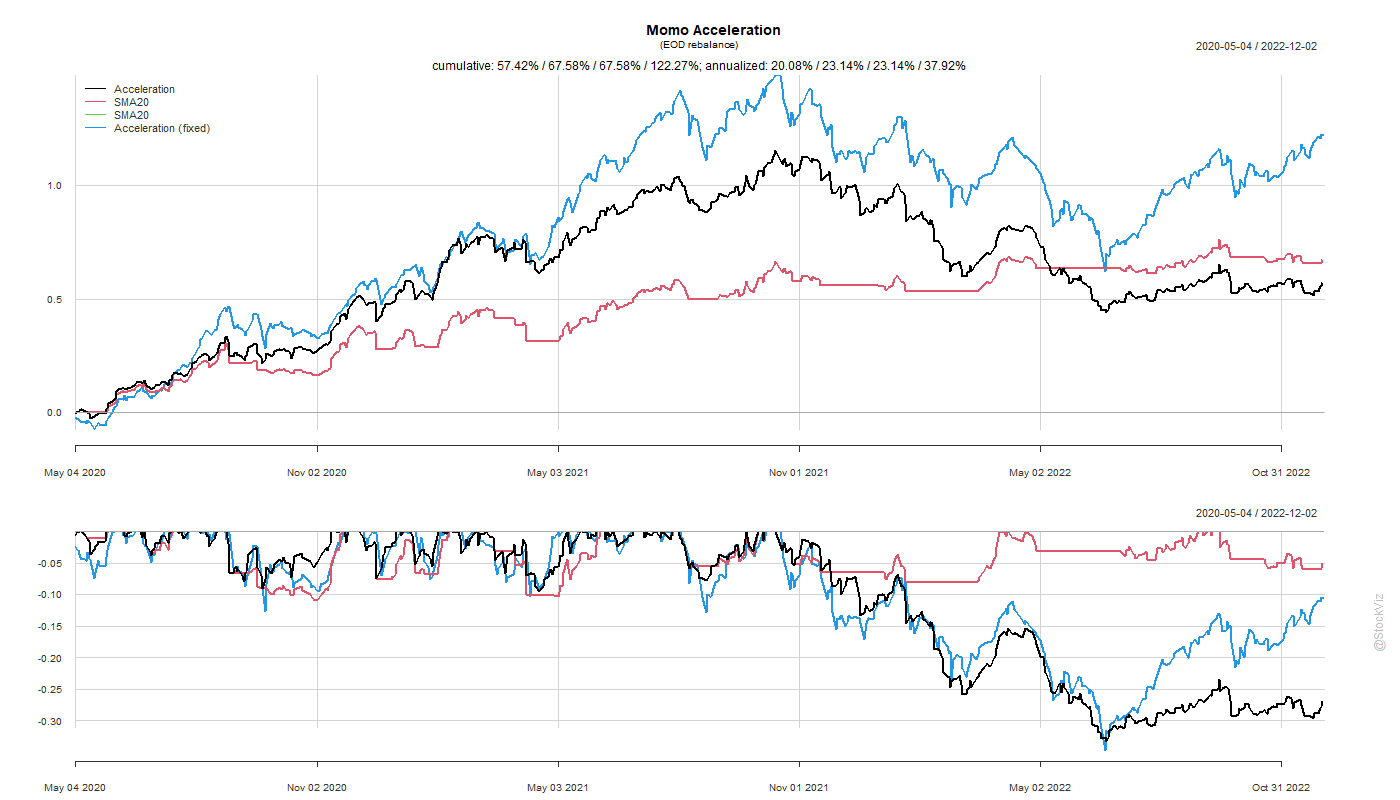 Momo Acceleration
(EOD rebalance)
2020-05-04 / 2022-12-02
cumulative: 57.42% / 67.58% / 67.58% / 122.27%; annualized: 20.08% / 23.14% / 23.14% / 37.92%
Acceleration
SMA20
SMA20
Acceleration (fixed)
1.0
0.5
0.0
May 04 2020 Nov 02 2020 May 03 2021 Nov 01 2021 May 02 2022 Oct 31 2022
2020-05-04 / 2022-12-02
-0.05
-0.10
-0.15
-0.20
-0.25
-0.30
@StockViz
May 04 2020 Nov 02 2020 May 03 2021 Nov 01 2021 May 02 2022 Oct 31 2022